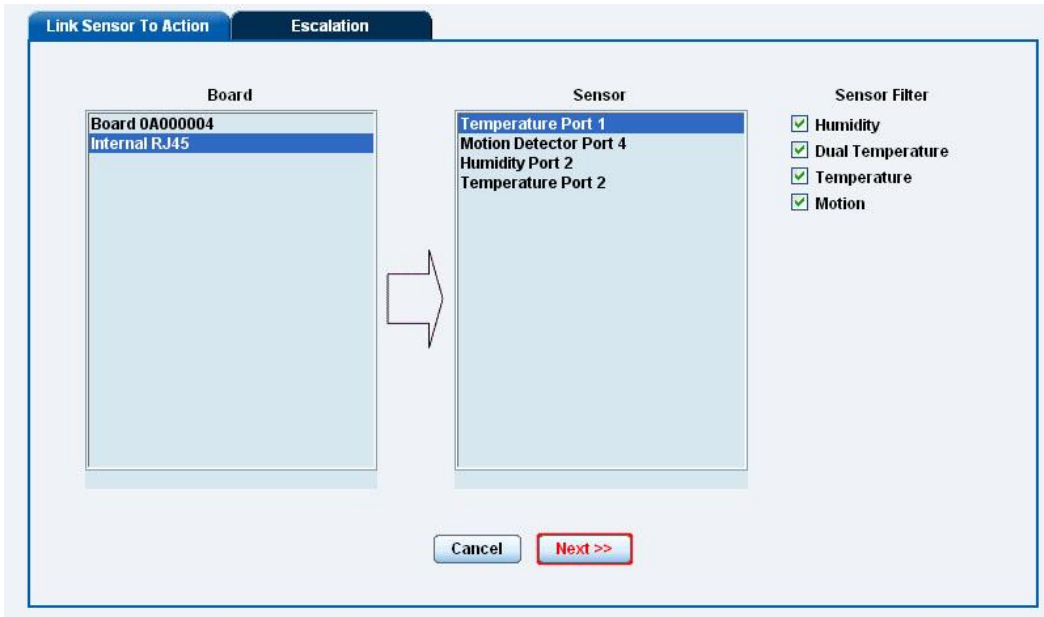 Link Sensor To Action
Escalation
Board
Sensor
Sensor Filter
Board 0A000004
Internal RJ45
Temperature Port 1
Motion Detector Port 4
Humidity Port 2
Temperature Port 2
Humidity
Dual Temperature
Temperature
Motion
Cancel
Next >>